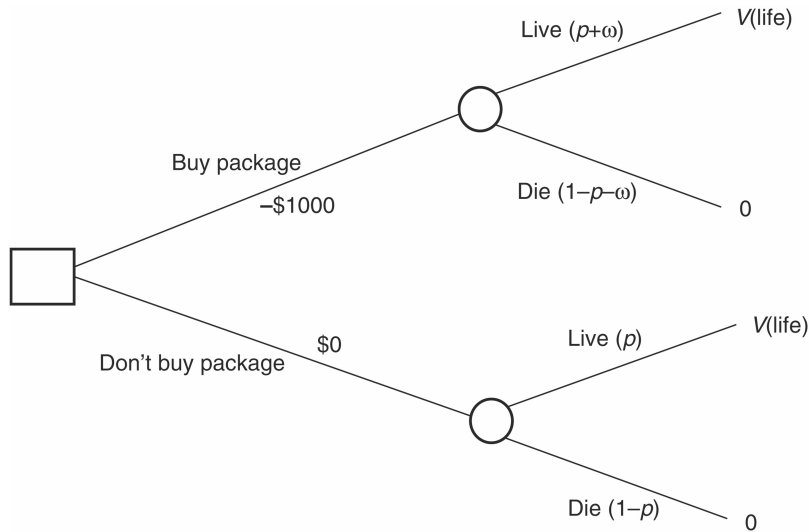 Live (p+ω)
V(life)
Buy package
–$1000
Die (1–p–ω)
0
$0
Don't buy package
Live (p)
V(life)
Die (1–p)
0